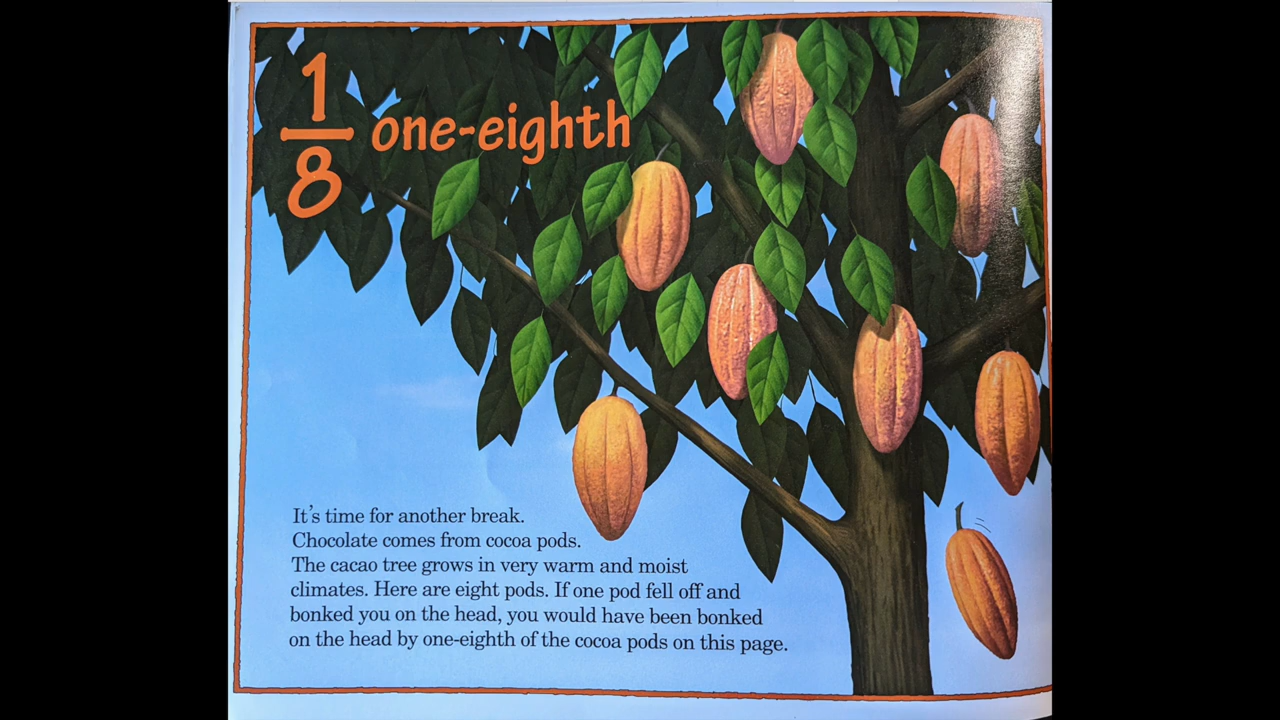 1
8
one-eighth
It's time for another break.
Chocolate comes from cocoa pods.
The cacao tree grows in very warm and moist
climates. Here are eight pods. If one pod fell off and
bonked you on the head, you would have been bonked
on the head by one-eighth of the cocoa pods on this page.